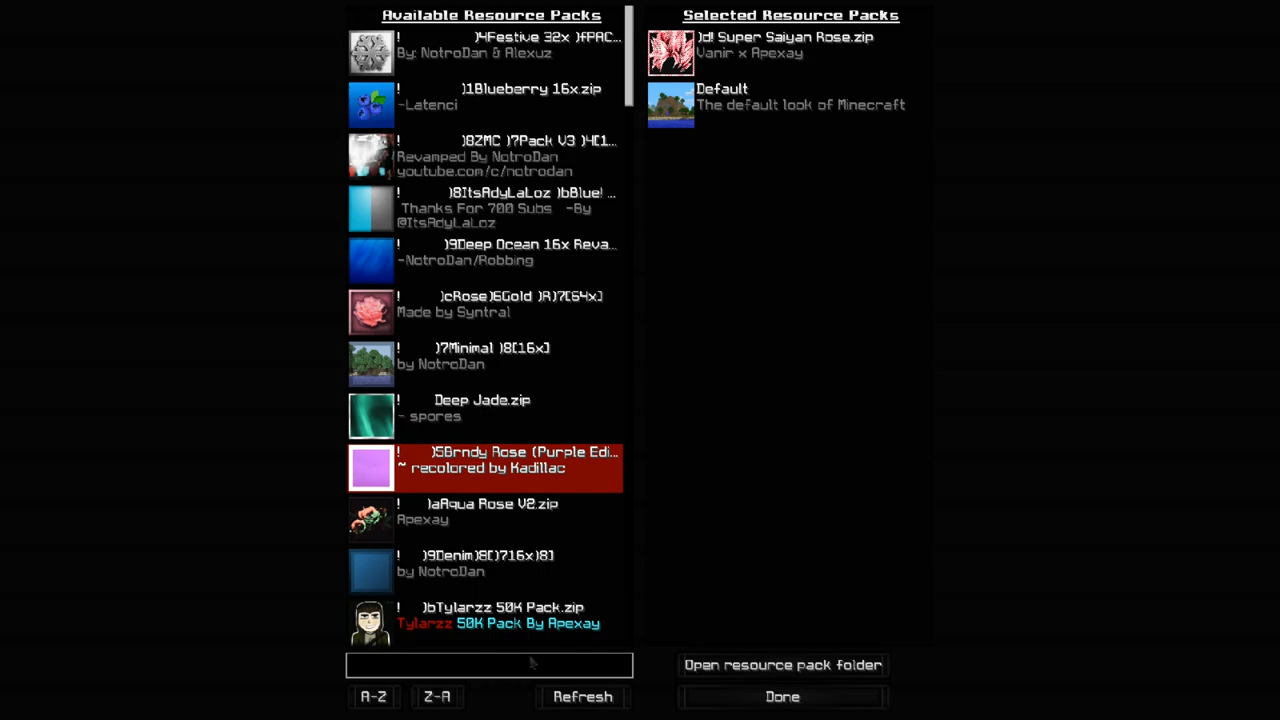 Available Resource Packs
! )4Festive 32x )fPAC...
By: NotroDan & Alexuz
! )1Blueberry 16x.zip
-Latenci
! )8ZMC )7Pack V3 )4[1...
Revamped By NotroDan
youtube.com/c/notrodan
! )8ItsAdyLaLoz )bBlue! ...
Thanks For 700 Subs -By
@ItsAdyLaLoz
! )9Deep Ocean 16x Reva...
-NotroDan/Robbing
! )cRose)6Gold )R)7[64x]
Made by Syntral
! )7Minimal )8[16x]
by NotroDan
! Deep Jade.zip
- spores
! )5Brndy Rose (Purple Edi...
~ recolored by Kadillac
! )aAqua Rose V2.zip
Apexay
! )9Denim)8[)716x)8]
by NotroDan
! )bTylarzz 50K Pack.zip
Tylarzz 50K Pack By Apexay
A-Z
Z-A
Refresh
Selected Resource Packs
)d! Super Saiyan Rose.zip
Vanir x Apexay
Default
The default look of Minecraft
Open resource pack folder
Done